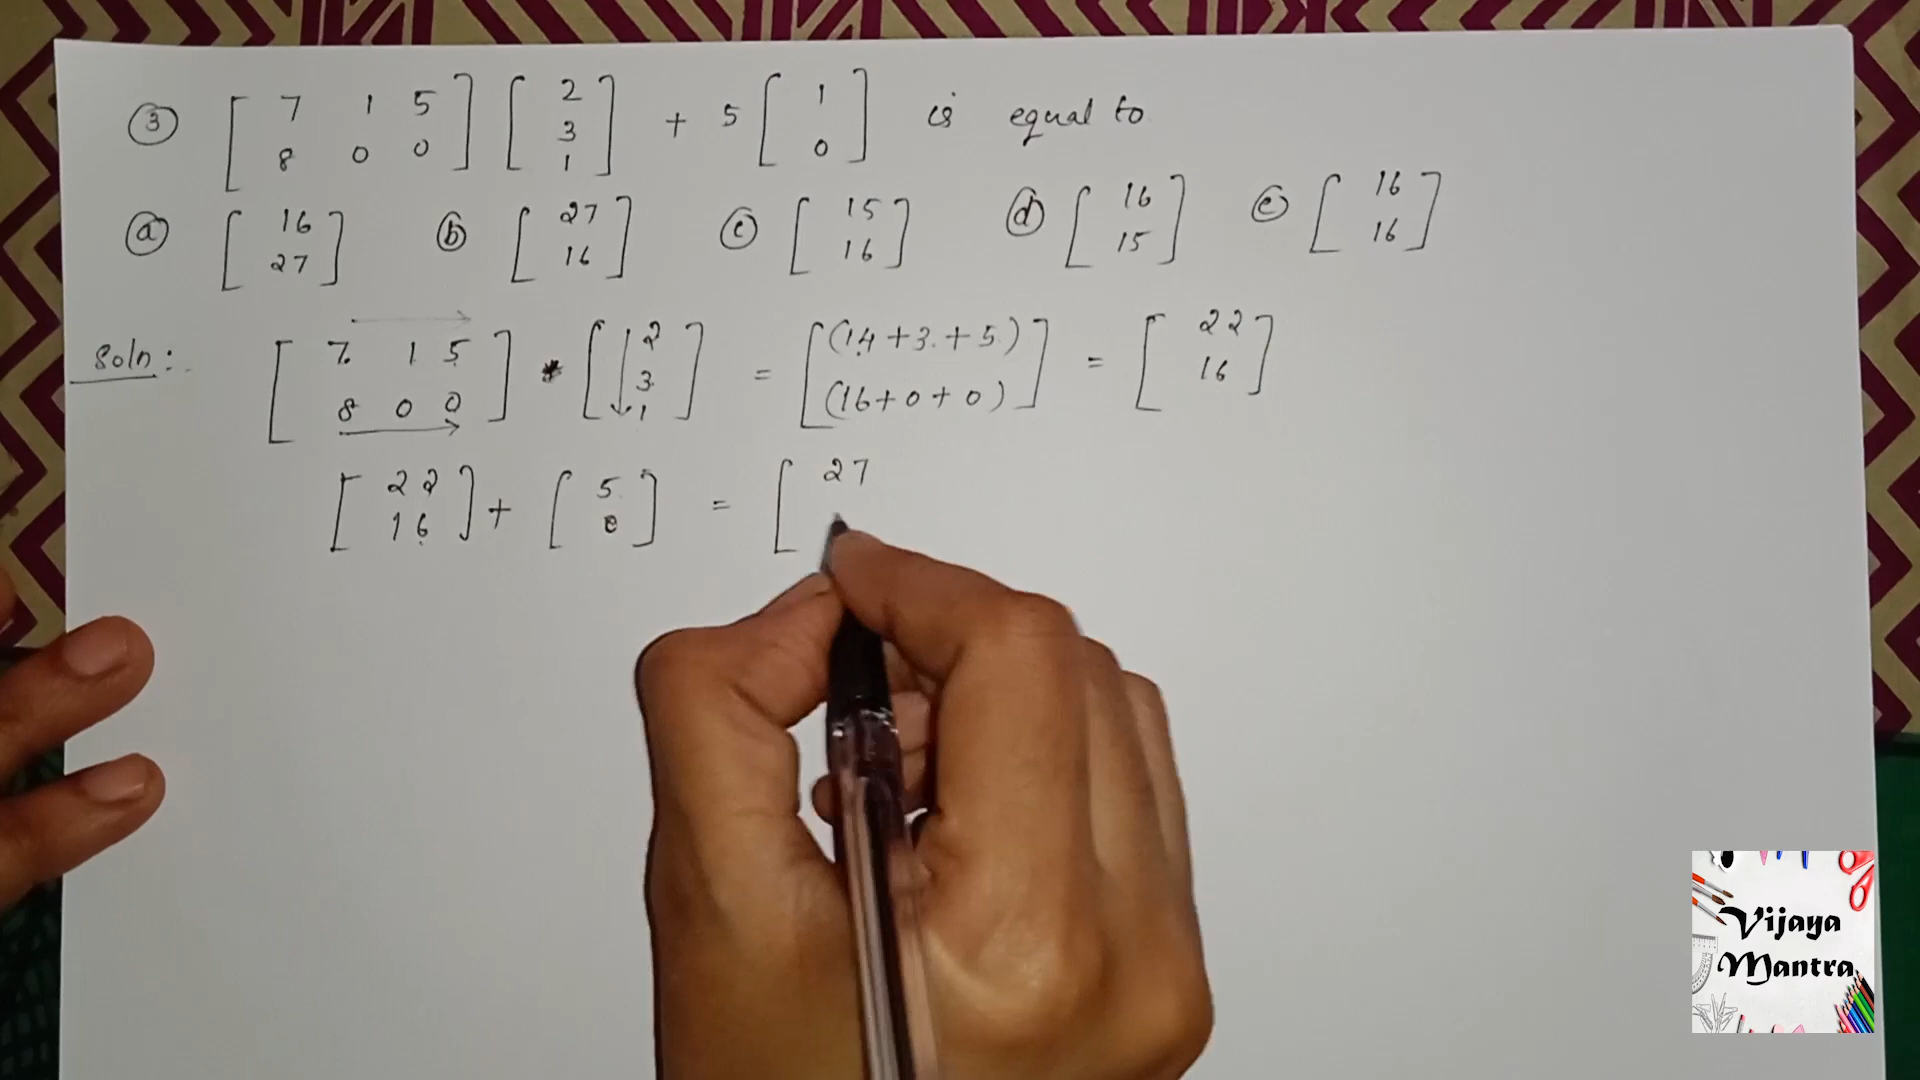 ③ [ 7 1 5 ] [ 2 ] + 5 [ 1 ] is equal to
8 0 0 3 0
1
ⓐ [ 16 ] ⓑ [ 27 ] ⓒ [ 15 ] ⓓ [ 16 ] ⓔ [ 16 ]
27 16 16 15 16
Soln: [ 7 1 5 ] * [ 2 ] = [ (14+3+5) ] = [ 22 ]
8 0 0 3 (16+0+0) 16
1
[ 22 ] + [ 5 ] = [ 27
16 0
Vijaya
Mantra